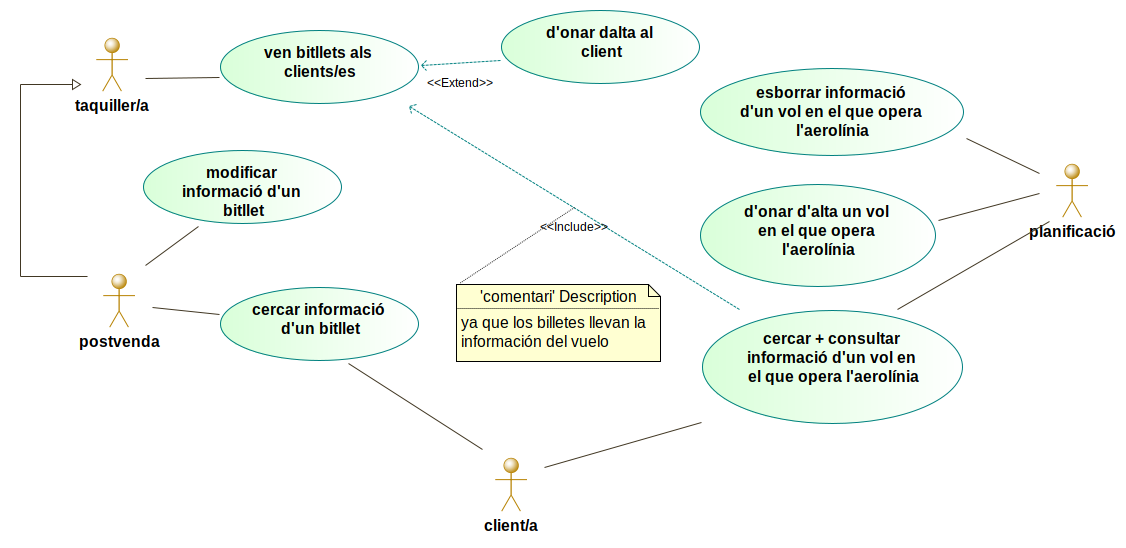 ven bitllets als
clients/es
d'onar dalta al
client
<<Extend>>
taquiller/a
esborrar informació
d'un vol en el que opera
l'aerolínia
modificar
informació d'un
bitllet
d'onar d'alta un vol
en el que opera
l'aerolínia
planificació
<<Include>>
postvenda
cercar informació
d'un bitllet
'comentari' Description
ya que los billetes llevan la
información del vuelo
cercar + consultar
informació d'un vol en
el que opera l'aerolínia
client/a